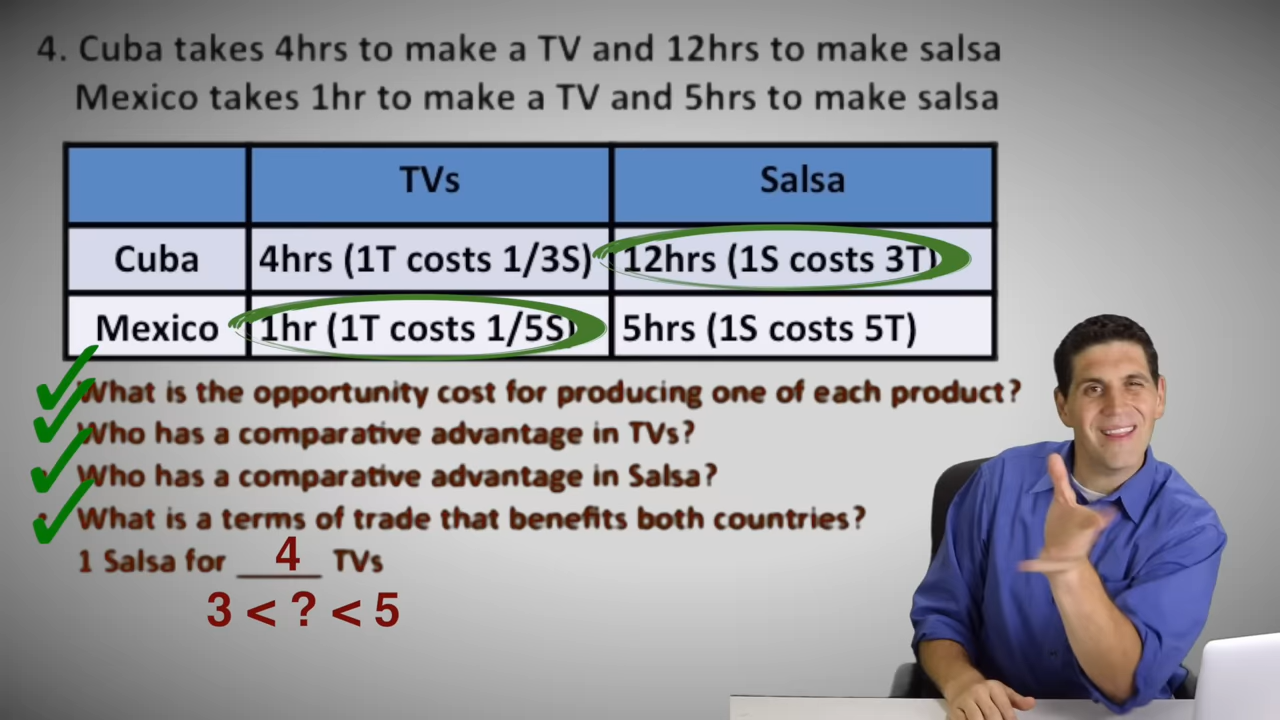 4. Cuba takes 4hrs to make a TV and 12hrs to make salsa
Mexico takes 1hr to make a TV and 5hrs to make salsa
TVs Salsa
Cuba 4hrs (1T costs 1/3S) 12hrs (1S costs 3T)
Mexico 1hr (1T costs 1/5S) 5hrs (1S costs 5T)
What is the opportunity cost for producing one of each product?
Who has a comparative advantage in TVs?
Who has a comparative advantage in Salsa?
What is a terms of trade that benefits both countries?
1 Salsa for 4 TVs
3 < ? < 5